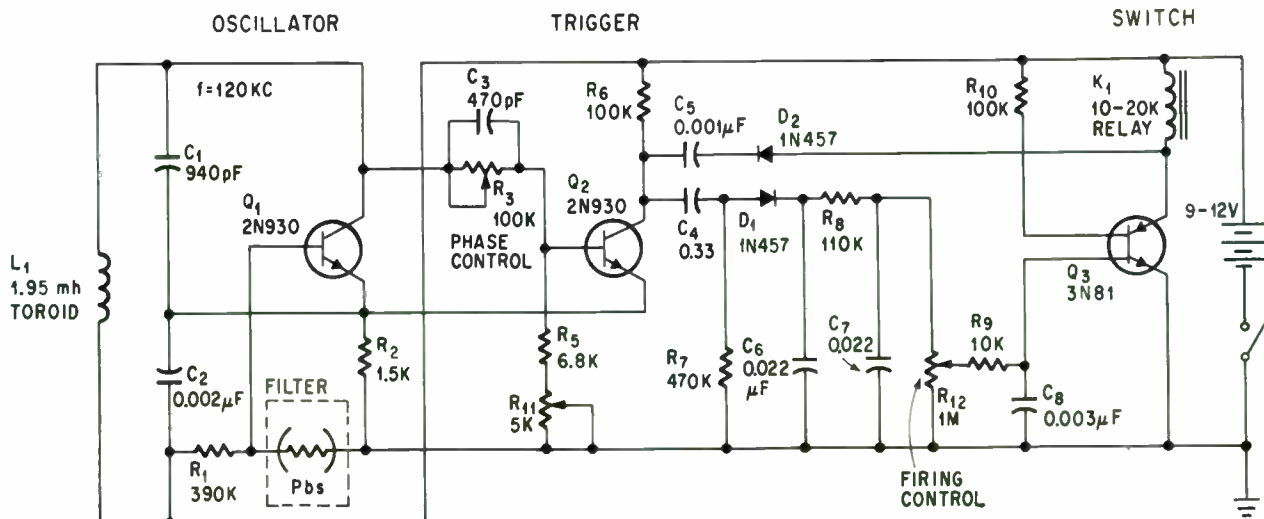 OSCILLATOR
TRIGGER
SWITCH
f=120KC
C1
940pF
Q1
2N930
L1
1.95 mh
TOROID
C2
0.002µF
R1
390K
FILTER
Pbs
R2
1.5K
C3
470pF
R3
100K
PHASE
CONTROL
Q2
2N930
R5
6.8K
R11
5K
R6
100K
C5
0.001µF
D2
1N457
C4
0.33
D1
1N457
R8
110K
R7
470K
C6
0.022
µF
C7
0.022
R12
1M
FIRING
CONTROL
R9
10K
C8
0.003µF
R10
100K
K1
10-20K
RELAY
Q3
3N81
9-12V